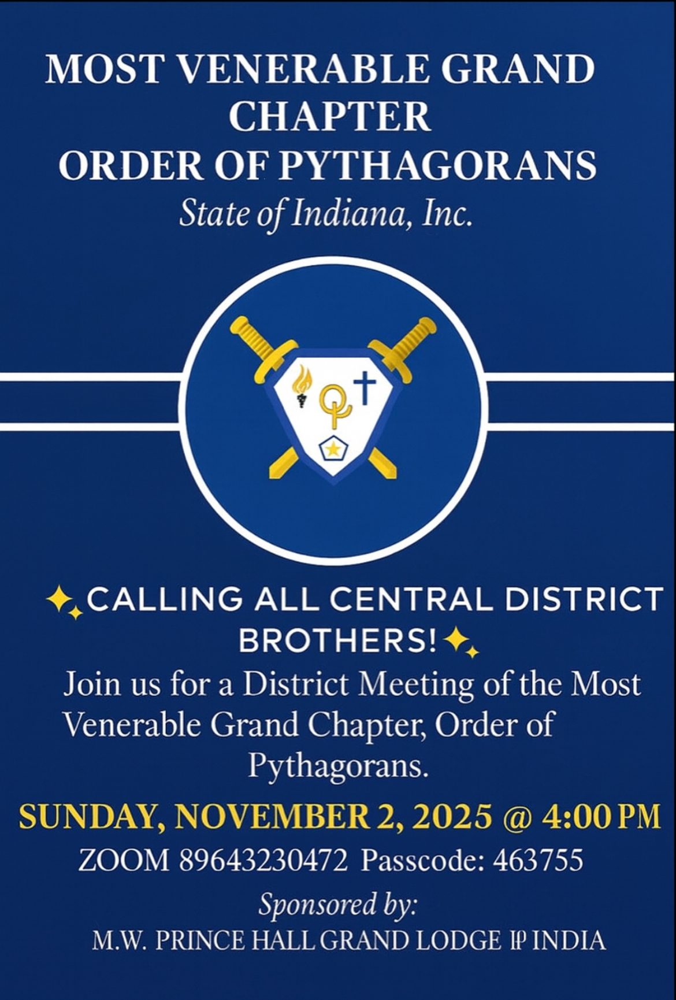 MOST VENERABLE GRAND
CHAPTER
ORDER OF PYTHAGORANS
State of Indiana, Inc.
CALLING ALL CENTRAL DISTRICT
BROTHERS!
Join us for a District Meeting of the Most
Venerable Grand Chapter, Order of
Pythagorans.
SUNDAY, NOVEMBER 2, 2025 @ 4:00 PM
ZOOM 89643230472 Passcode: 463755
Sponsored by:
M.W. PRINCE HALL GRAND LODGE INDIA